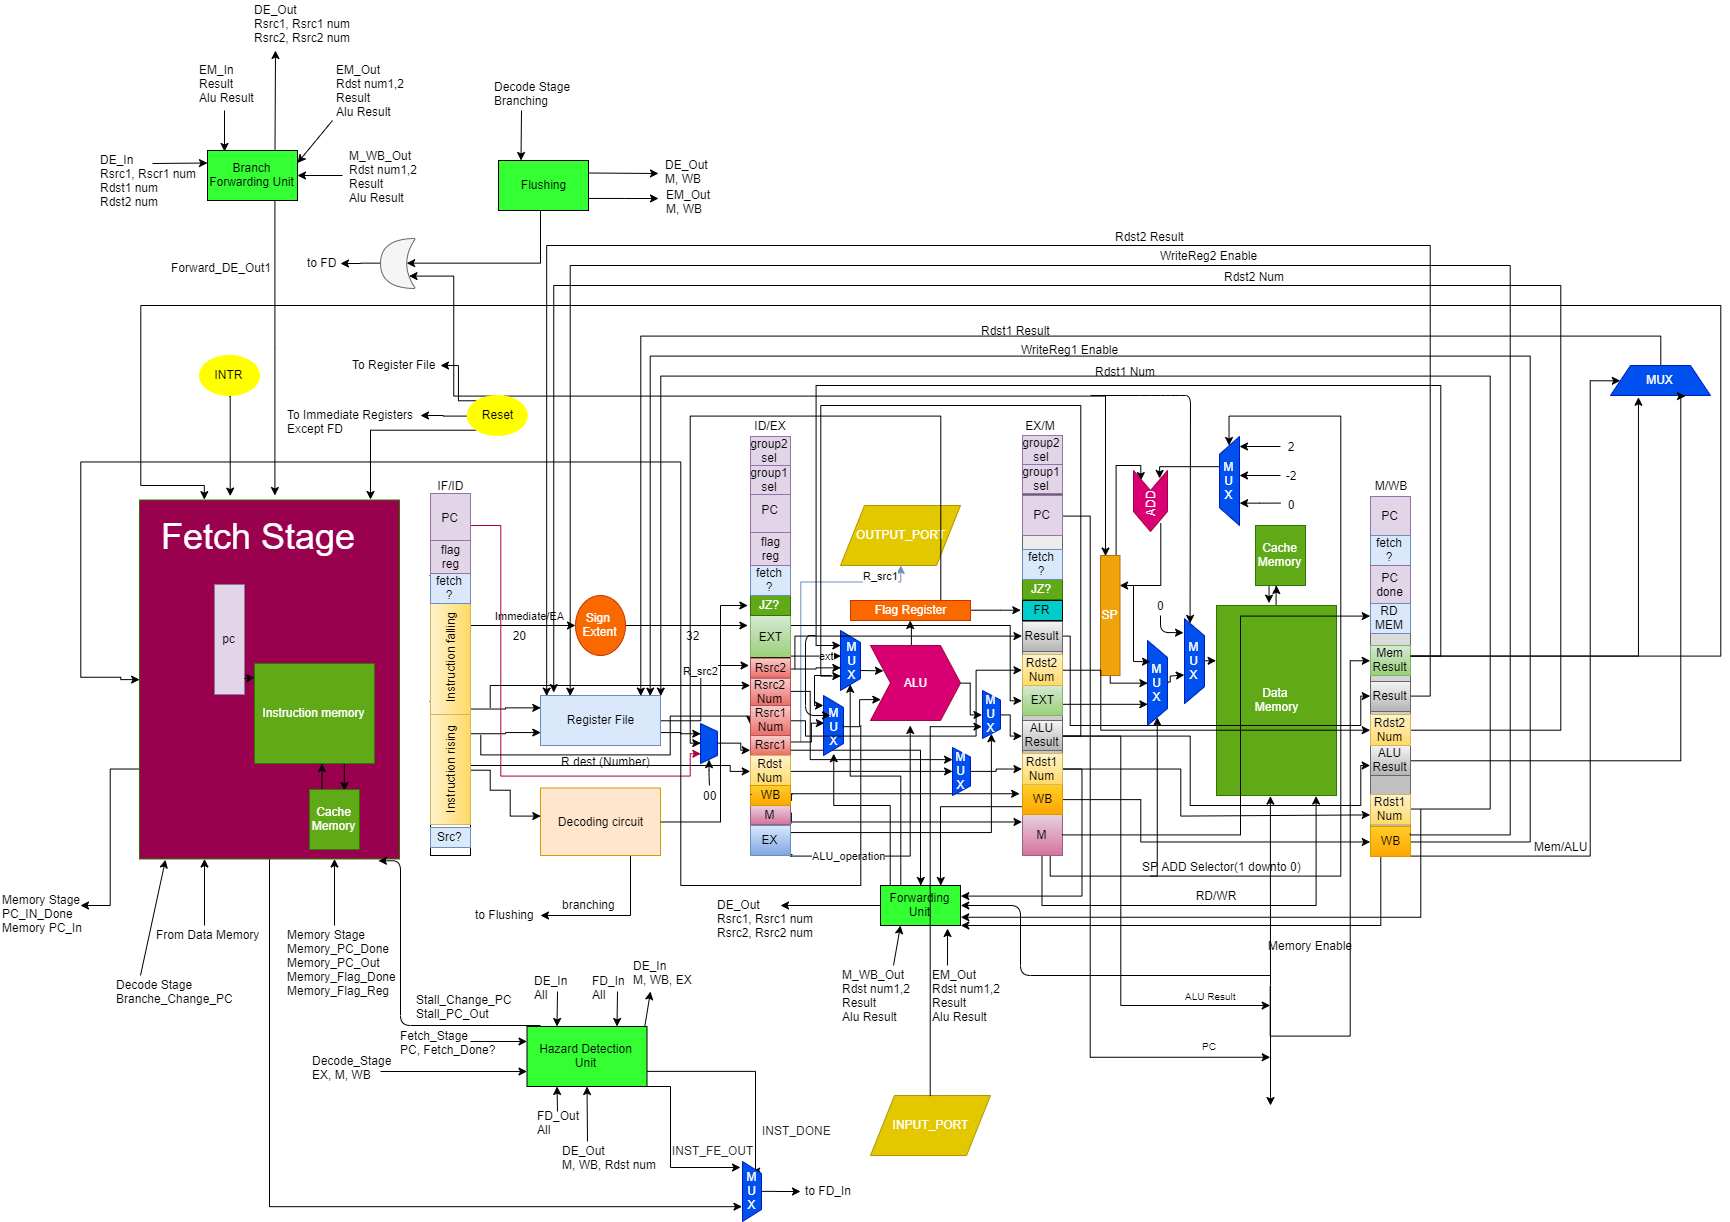 DE_Out
Rsrc1, Rsrc1 num
Rsrc2, Rsrc2 num
EM_In
Result
Alu Result
EM_Out
Rdst num1,2
Result
Alu Result
Decode Stage
Branching
DE_In
Rsrc1, Rscr1 num
Rdst1 num
Rdst2 num
Branch
Forwarding Unit
M_WB_Out
Rdst num1,2
Result
Alu Result
Flushing
DE_Out
M, WB
EM_Out
M, WB
to FD
Forward_DE_Out1
Rdst2 Result
WriteReg2 Enable
Rdst2 Num
Rdst1 Result
WriteReg1 Enable
Rdst1 Num
INTR
To Register File
Reset
To Immediate Registers
Except FD
MUX
Fetch Stage
pc
Instruction memory
Cache
Memory
IF/ID
PC
flag
reg
fetch
?
Instruction falling
Instruction rising
Src?
Immediate/EA
20
Sign
Extent
32
R_src2
Register File
R dest (Number)
00
Decoding circuit
branching
to Flushing
ID/EX
group2
sel
group1
sel
PC
flag
reg
fetch
?
JZ?
EXT
Rsrc2
Rsrc2
Num
Rsrc1
Num
Rsrc1
Rdst
Num
WB
M
EX
OUTPUT_PORT
R_src1
Flag Register
ext
MUX
MUX
ALU
MUX
MUX
ALU_operation
EX/M
group2
sel
group1
sel
PC
fetch
?
JZ?
FR
Result
Rdst2
Num
EXT
ALU
Result
Rdst1
Num
WB
M
ADD
MUX
2
-2
0
SP
0
MUX
MUX
Cache
Memory
Data
Memory
M/WB
PC
fetch
?
PC
done
RD
MEM
Mem
Result
Result
Rdst2
Num
ALU
Result
Rdst1
Num
WB
Mem/ALU
SP ADD Selector(1 downto 0)
RD/WR
Memory Enable
ALU Result
PC
Forwarding
Unit
DE_Out
Rsrc1, Rsrc1 num
Rsrc2, Rsrc2 num
M_WB_Out
Rdst num1,2
Result
Alu Result
EM_Out
Rdst num1,2
Result
Alu Result
INPUT_PORT
Memory Stage
PC_IN_Done
Memory PC_In
Decode Stage
Branche_Change_PC
From Data Memory
Memory Stage
Memory_PC_Done
Memory_PC_Out
Memory_Flag_Done
Memory_Flag_Reg
Stall_Change_PC
Stall_PC_Out
DE_In
All
FD_In
All
DE_In
M, WB, EX
Fetch_Stage
PC, Fetch_Done?
Decode_Stage
EX, M, WB
Hazard Detection
Unit
FD_Out
All
DE_Out
M, WB, Rdst num
INST_FE_OUT
INST_DONE
MUX
to FD_In